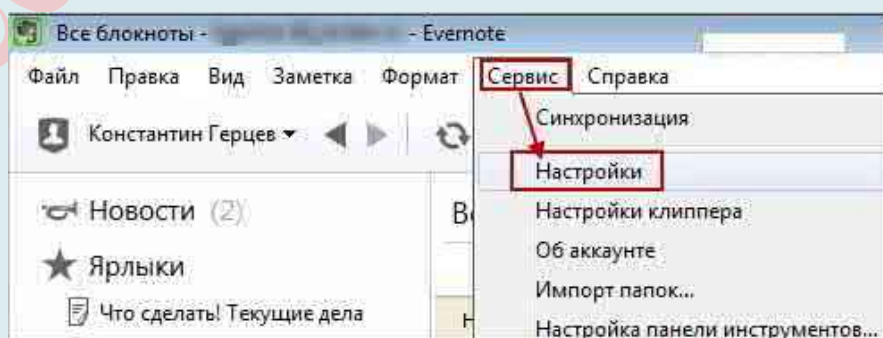 Все блокноты - - Evernote
Файл Правка Вид Заметка Формат Сервис Справка
Константин Герцев
Синхронизация
Настройки
Новости (2)
Настройки клиппера
Ярлыки
Об аккаунте
Импорт папок...
Что сделать! Текущие дела
Настройка панели инструментов...